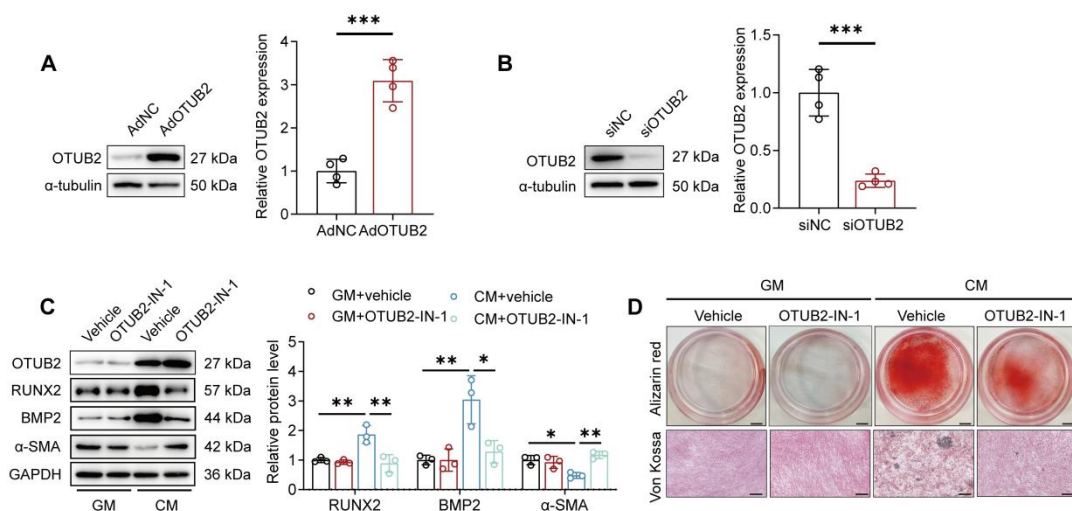 A
AdNC
AdOTUB2
OTUB2
27 kDa
α-tubulin
50 kDa
Relative OTUB2 expression
5
4
3
2
1
0
***
AdNC AdOTUB2
B
siNC
siOTUB2
OTUB2
27 kDa
α-tubulin
50 kDa
Relative OTUB2 expression
1.5
1.0
0.5
0.0
***
siNC siOTUB2
C
Vehicle
OTUB2-IN-1
Vehicle
OTUB2-IN-1
OTUB2
27 kDa
RUNX2
57 kDa
BMP2
44 kDa
α-SMA
42 kDa
GAPDH
36 kDa
GM CM
GM+vehicle
GM+OTUB2-IN-1
CM+vehicle
CM+OTUB2-IN-1
Relative protein level
5
4
3
2
1
0
** **
** *
* **
RUNX2 BMP2 α-SMA
D
GM CM
Vehicle OTUB2-IN-1 Vehicle OTUB2-IN-1
Alizarin red
Von Kossa